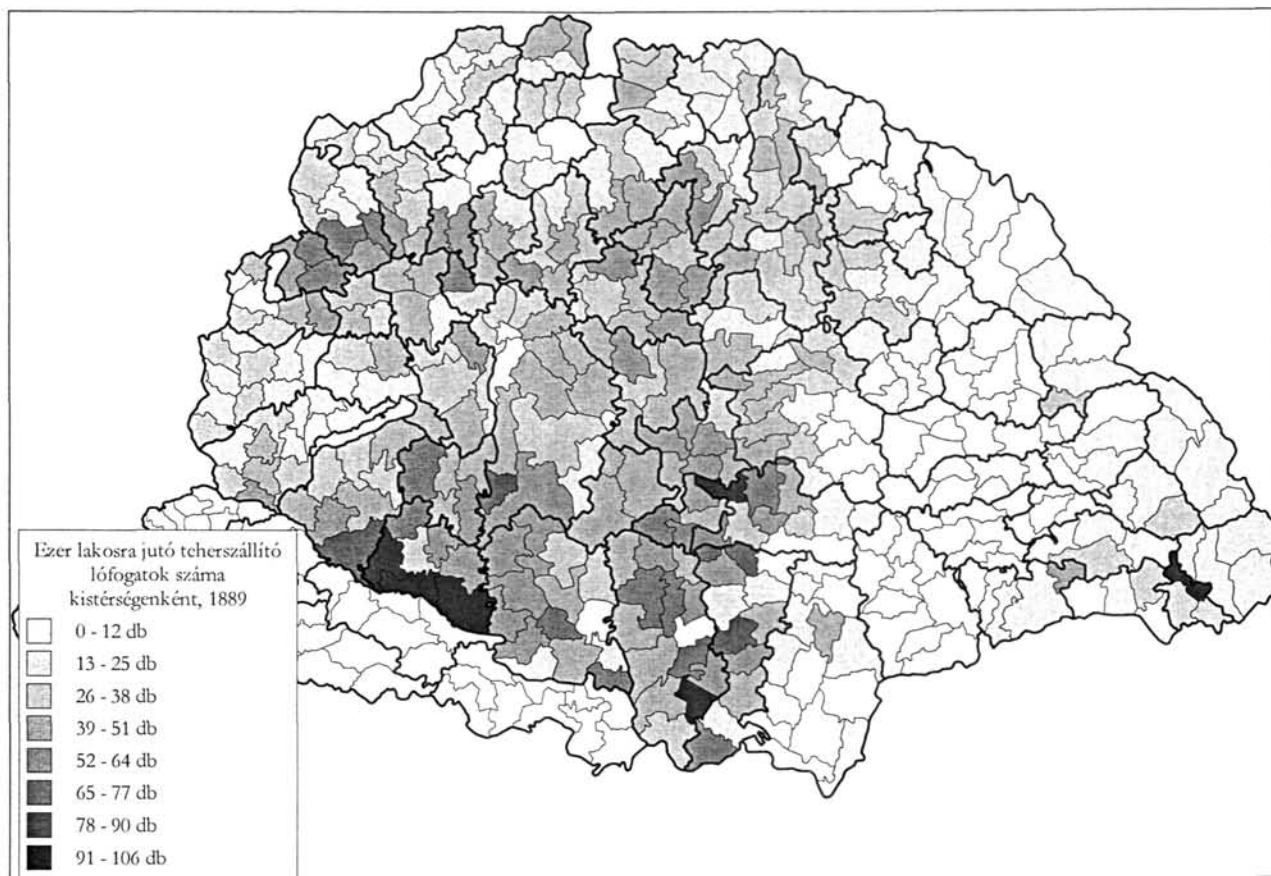 Ezer lakosra jutó teherszállító
lófogatok száma
kistérségenként, 1889
0 - 12 db
13 - 25 db
26 - 38 db
39 - 51 db
52 - 64 db
65 - 77 db
78 - 90 db
91 - 106 db